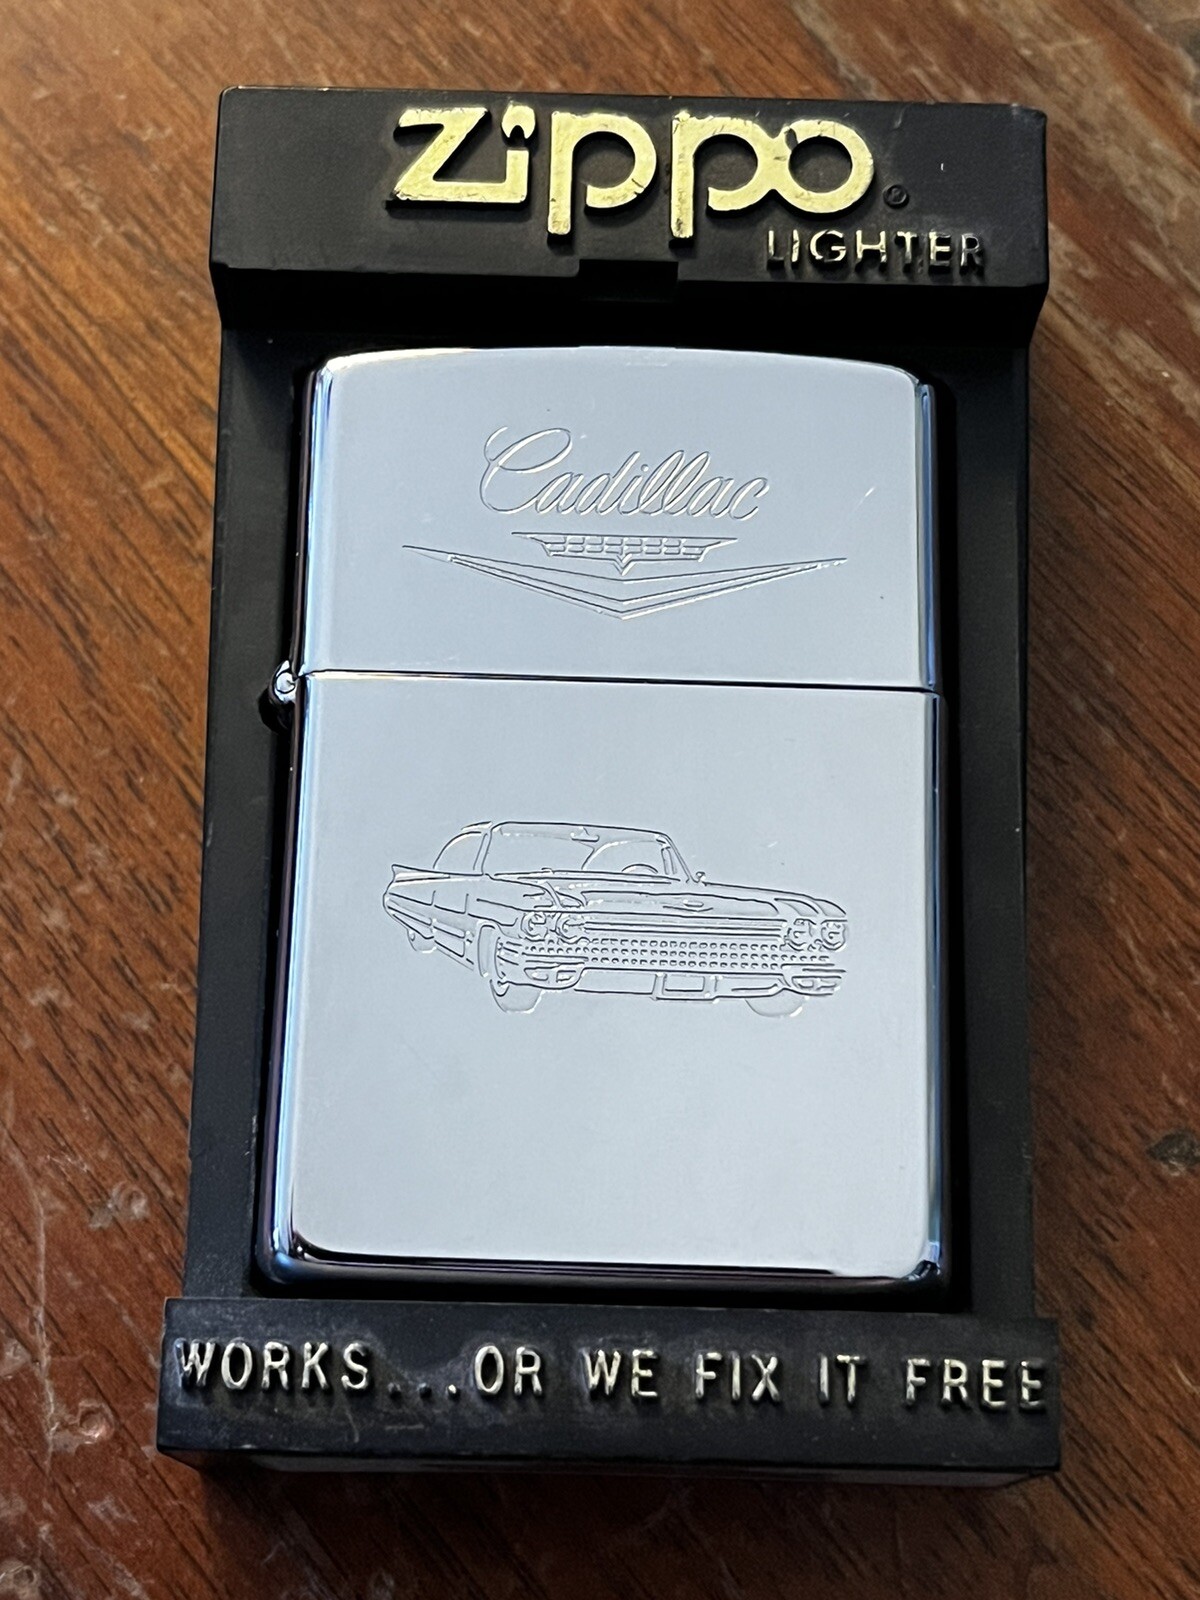 Zippo®
LIGHTER
Cadillac
WORKS...OR WE FIX IT FREE